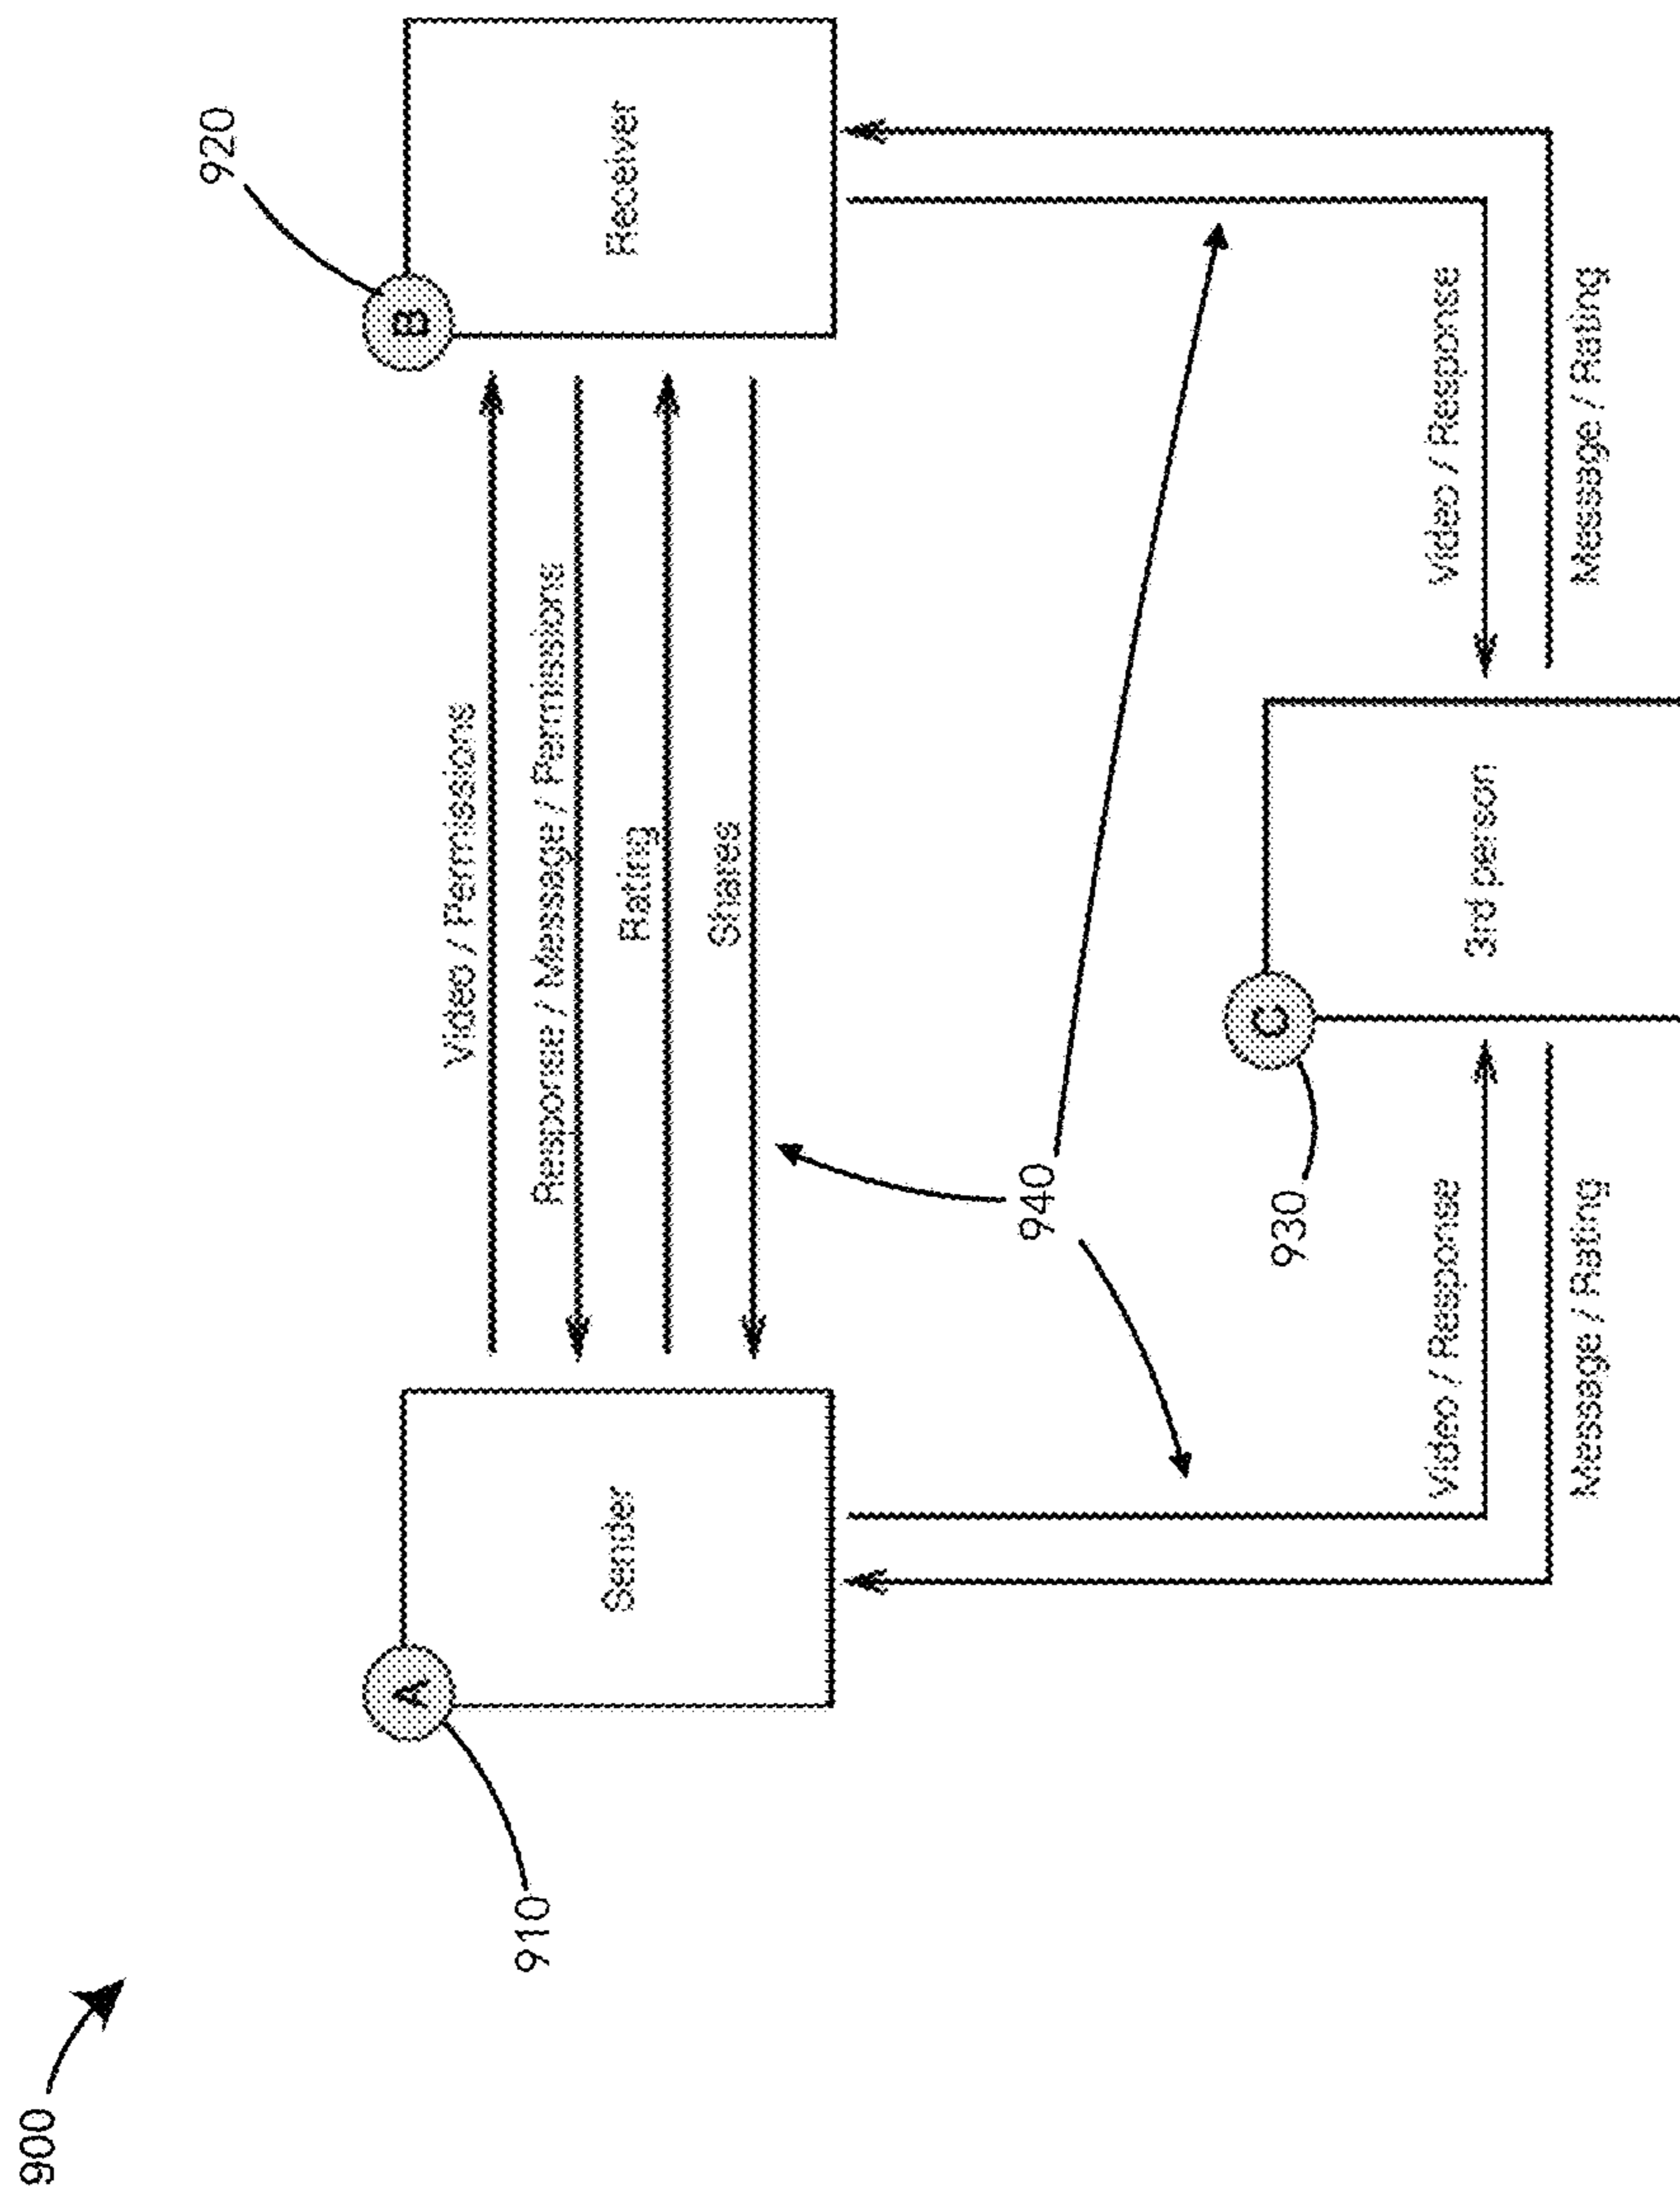 900
910
920
A
B
Sender
Receiver
Video / Permissions
Response / Message / Permissions
Rating
Shares
940
930
C
3rd person
Video / Response
Video / Response
Message / Rating
Message / Rating